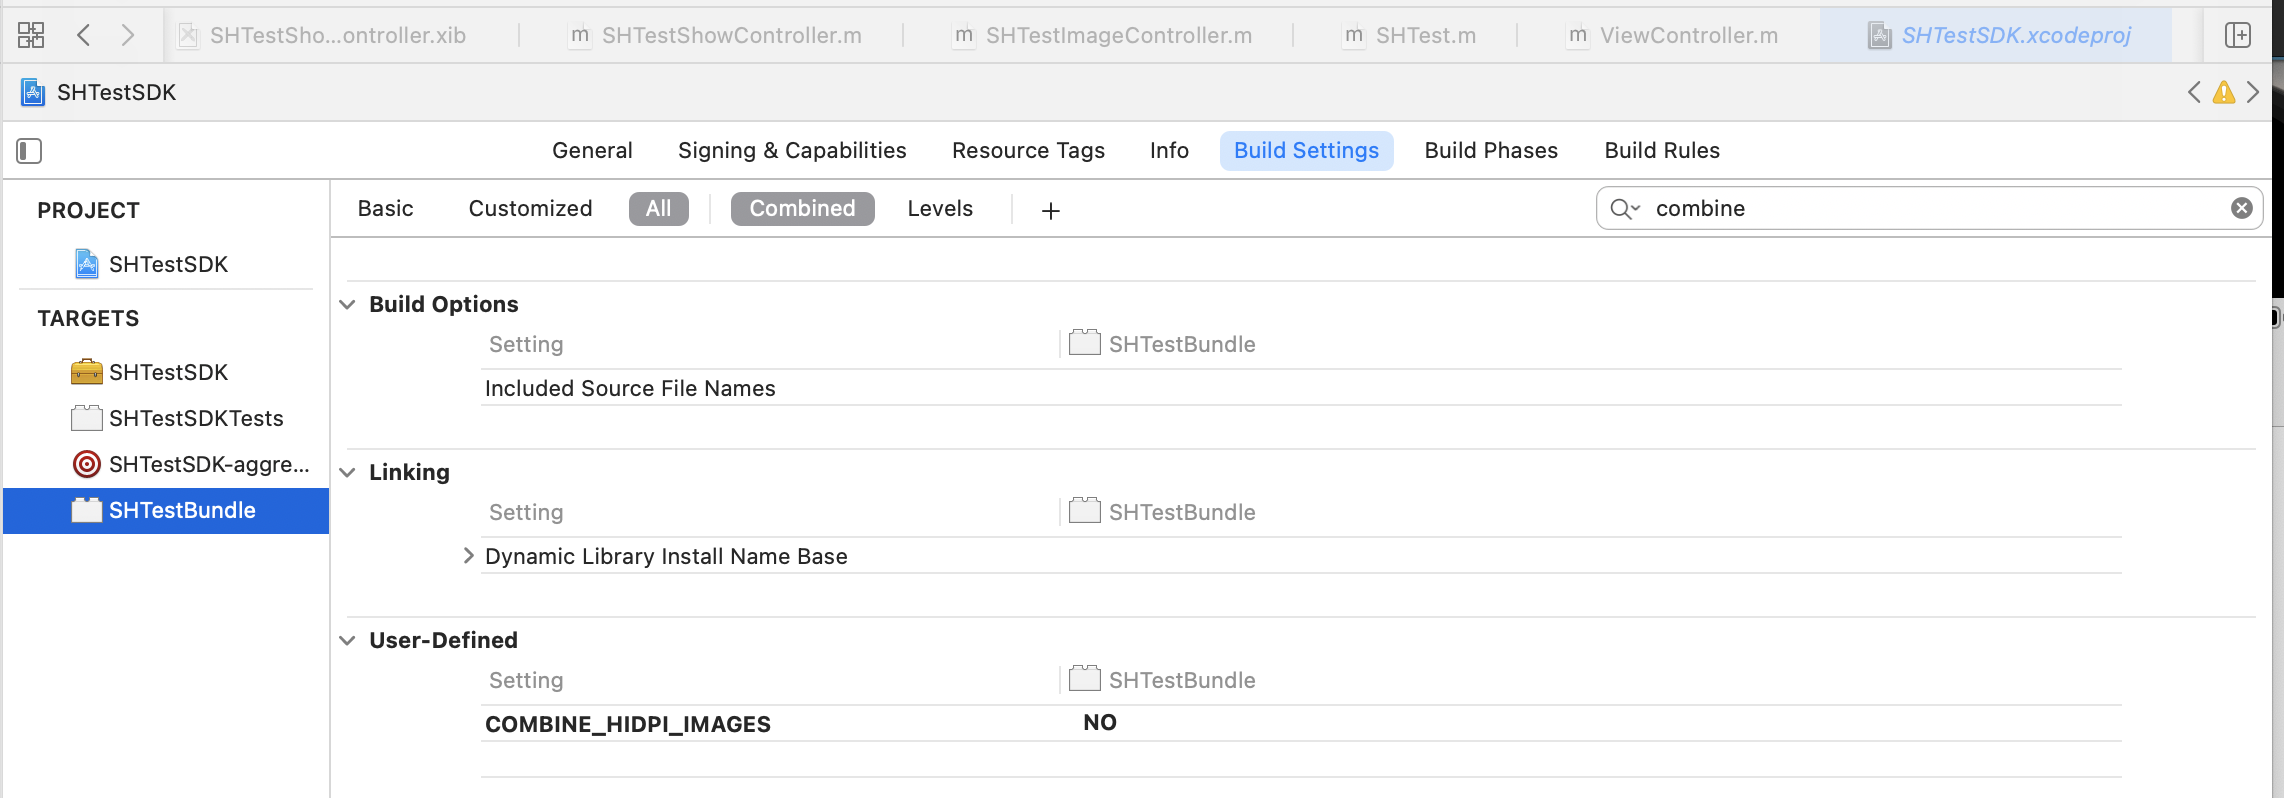 SHTestSho...ontroller.xib
m SHTestShowController.m
m SHTestImageController.m
m SHTest.m
m ViewController.m
SHTestSDK.xcodeproj
SHTestSDK
General
Signing & Capabilities
Resource Tags
Info
Build Settings
Build Phases
Build Rules
PROJECT
SHTestSDK
TARGETS
SHTestSDK
SHTestSDKTests
SHTestSDK-aggre...
SHTestBundle
Basic
Customized
All
Combined
Levels
+
combine
Build Options
Setting
SHTestBundle
Included Source File Names
Linking
Setting
SHTestBundle
Dynamic Library Install Name Base
User-Defined
Setting
SHTestBundle
COMBINE_HIDPI_IMAGES
NO